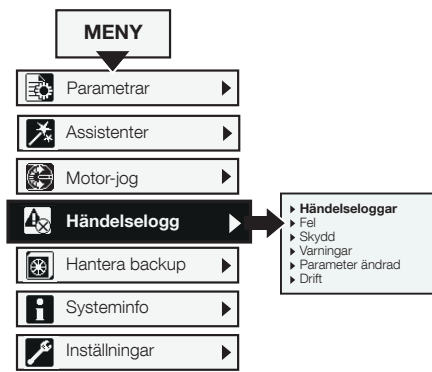 MENY
Parametrar
Assistenter
Motor-jog
Händelselogg
Hantera backup
Systeminfo
Inställningar
Händelseloggar
Fel
Skydd
Varningar
Parameter ändrad
Drift